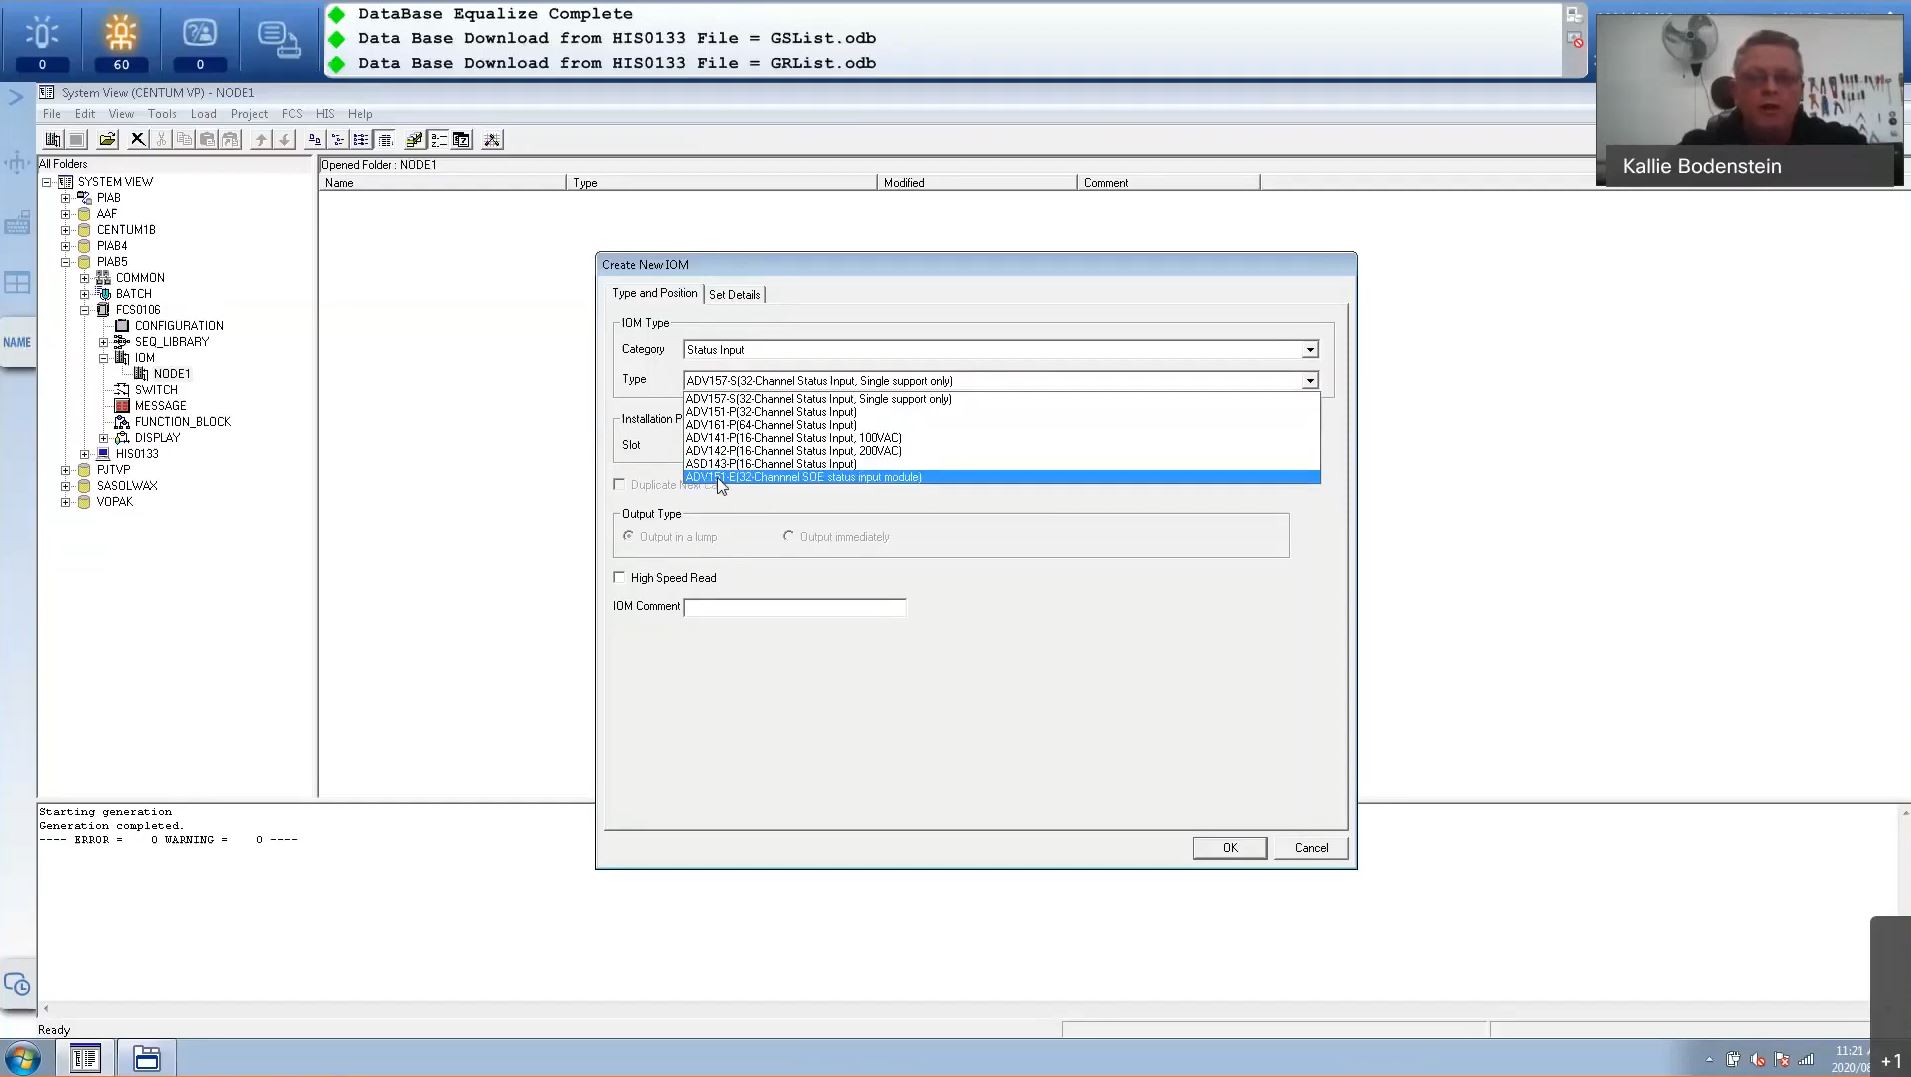 DataBase Equalize Complete
Data Base Download from HIS0133 File = GSList.odb
Data Base Download from HIS0133 File = GRList.odb
0
60
0
System View (CENTUM VP) - NODE1
File Edit View Tools Load Project FCS HIS Help
Kallie Bodenstein
All Folders
Opened Folder : NODE1
Name Type Modified Comment
SYSTEM VIEW
PIAB
AAF
CENTUM1B
PIAB4
PIAB5
COMMON
BATCH
FCS0106
CONFIGURATION
SEQ_LIBRARY
IOM
NODE1
SWITCH
MESSAGE
FUNCTION_BLOCK
DISPLAY
HIS0133
PJTVP
SASOLWAX
VOPAK
NAME
Create New IOM
Type and Position
Set Details
IOM Type
Category Status Input
Type ADV157-S(32-Channel Status Input, Single support only)
ADV157-S(32-Channel Status Input, Single support only)
ADV151-P(32-Channel Status Input)
ADV161-P(64-Channel Status Input)
ADV141-P(16-Channel Status Input, 100VAC)
ADV142-P(16-Channel Status Input, 200VAC)
ASD143-P(16-Channel Status Input)
ADV151-E(32-Channnel SOE status input module)
Installation P
Slot
Duplicate Next Ca
Output Type
Output in a lump
Output immediately
High Speed Read
IOM Comment
OK
Cancel
Starting generation
Generation completed.
---- ERROR = 0 WARNING = 0 ----
Ready
11:21
2020/08
+1